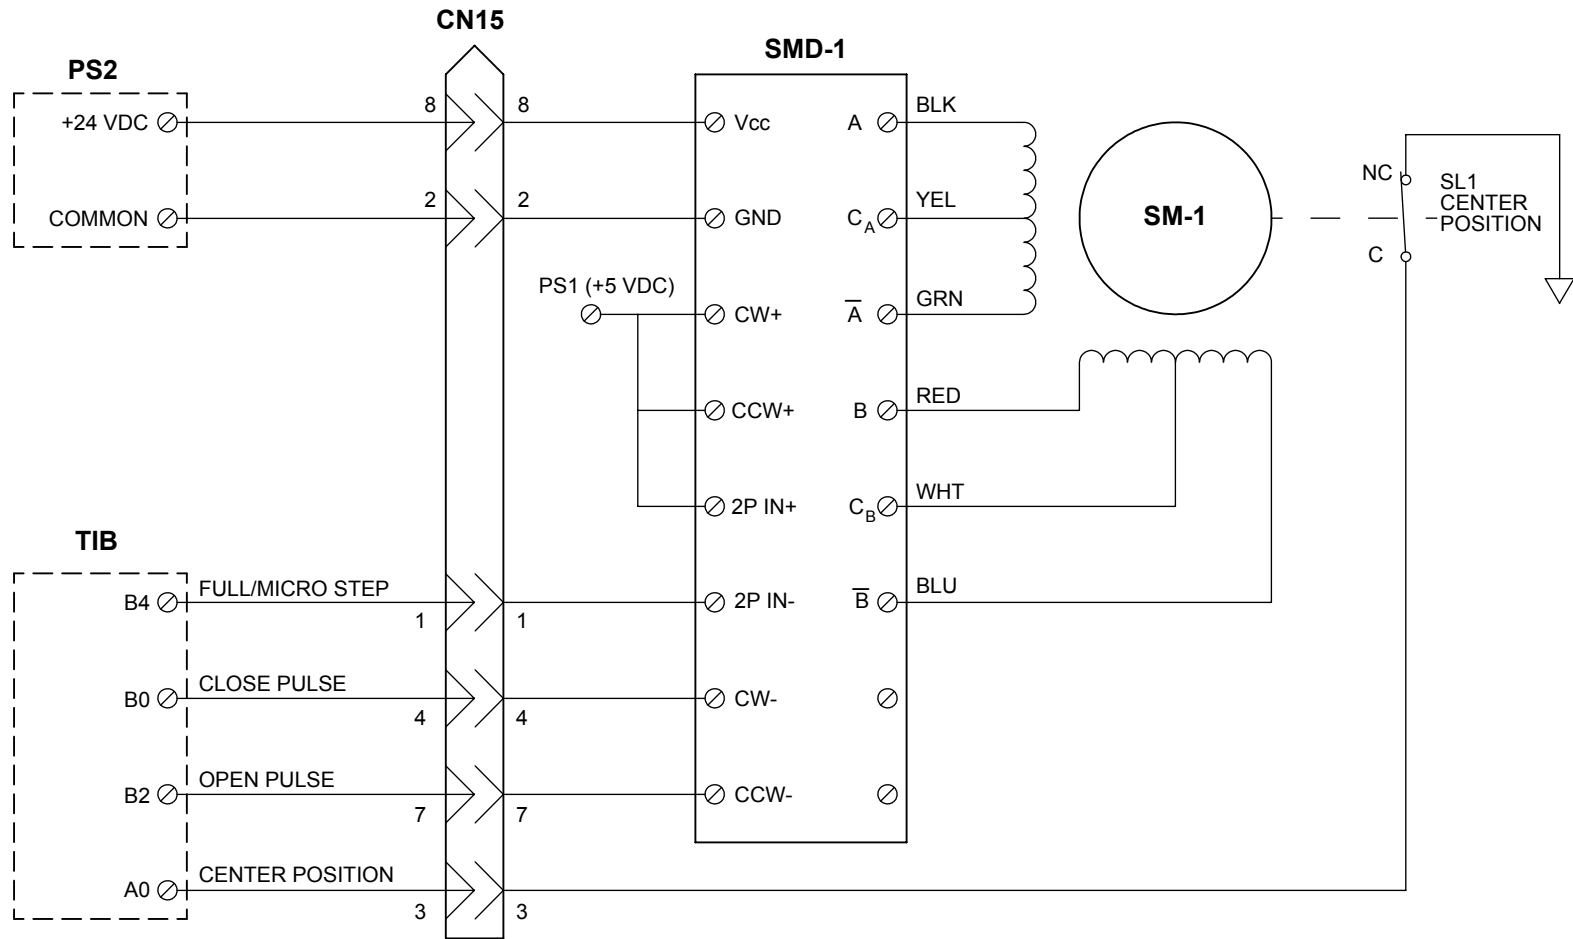 CN15
PS2
SMD-1
+24 VDC
8
8
Vcc
A
BLK
COMMON
2
2
GND
C_A
YEL
SM-1
NC
SL1
CENTER
POSITION
C
PS1 (+5 VDC)
CW+
A̅
GRN
CCW+
B
RED
2P IN+
C_B
WHT
TIB
B4
FULL/MICRO STEP
1
1
2P IN-
B̅
BLU
B0
CLOSE PULSE
4
4
CW-
B2
OPEN PULSE
7
7
CCW-
A0
CENTER POSITION
3
3